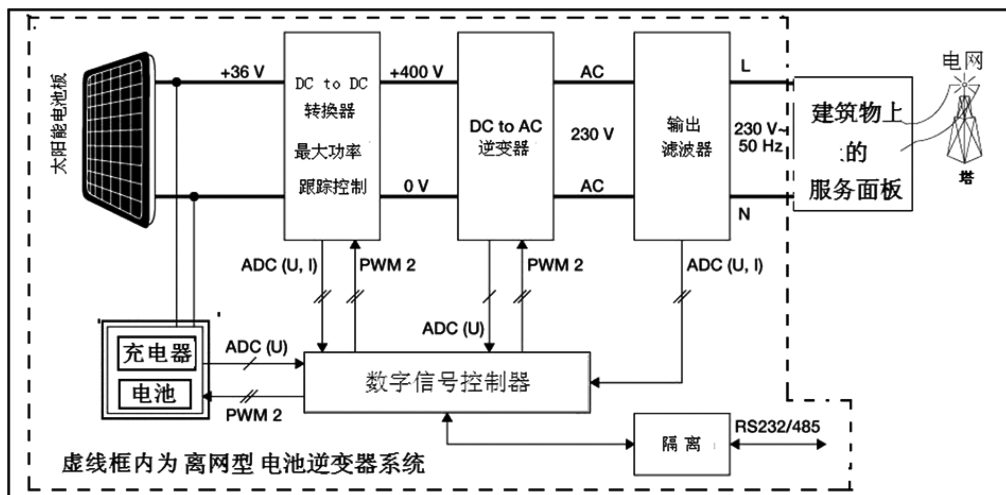 太阳能电池板
+36 V
DC to DC
转换器
最大功率
跟踪控制
+400 V
0 V
DC to AC
逆变器
AC
230 V
AC
输出
滤波器
L
230 V~
50 Hz
N
建筑物上
的
服务面板
电网
塔
ADC (U, I)
PWM 2
ADC (U)
PWM 2
ADC (U, I)
充电器
电池
ADC (U)
PWM 2
数字信号控制器
隔离
RS232/485
虚线框内为 离网型 电池逆变器系统